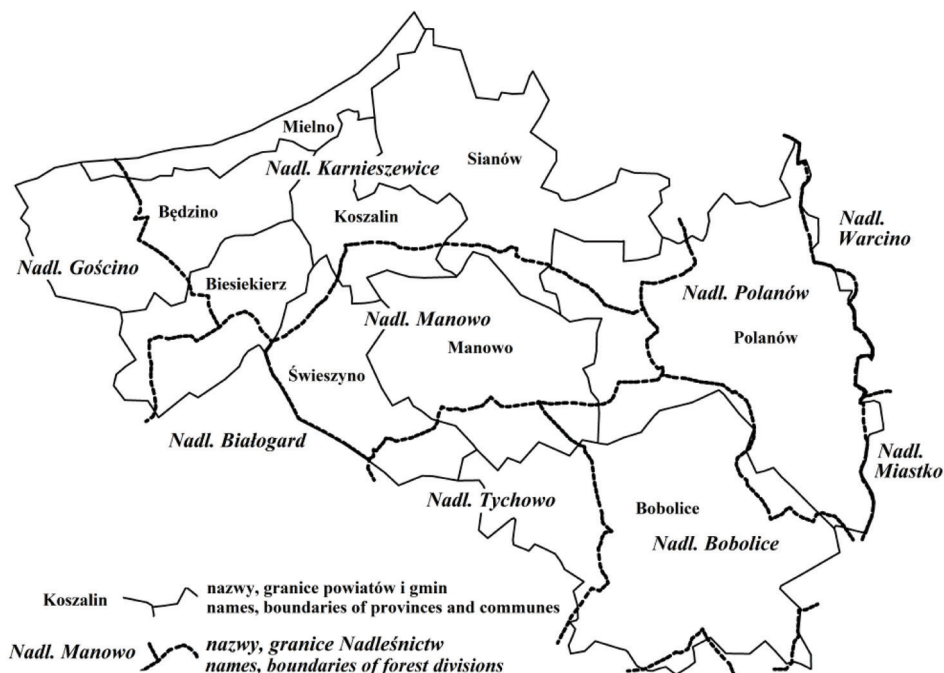 Mielno
Nadl. Karnieszewice
Sianów
Będzino
Koszalin
Nadl.
Warcino
Nadl. Gościno
Biesiekierz
Nadl. Polanów
Nadl. Manowo
Manowo
Polanów
Świeszyno
Nadl. Białogard
Nadl.
Miastko
Nadl. Tychowo
Bobolice
Nadl. Bobolice
Koszalin
nazwy, granice powiatów i gmin
names, boundaries of provinces and communes
Nadl. Manowo
nazwy, granice Nadleśnictw
names, boundaries of forest divisions